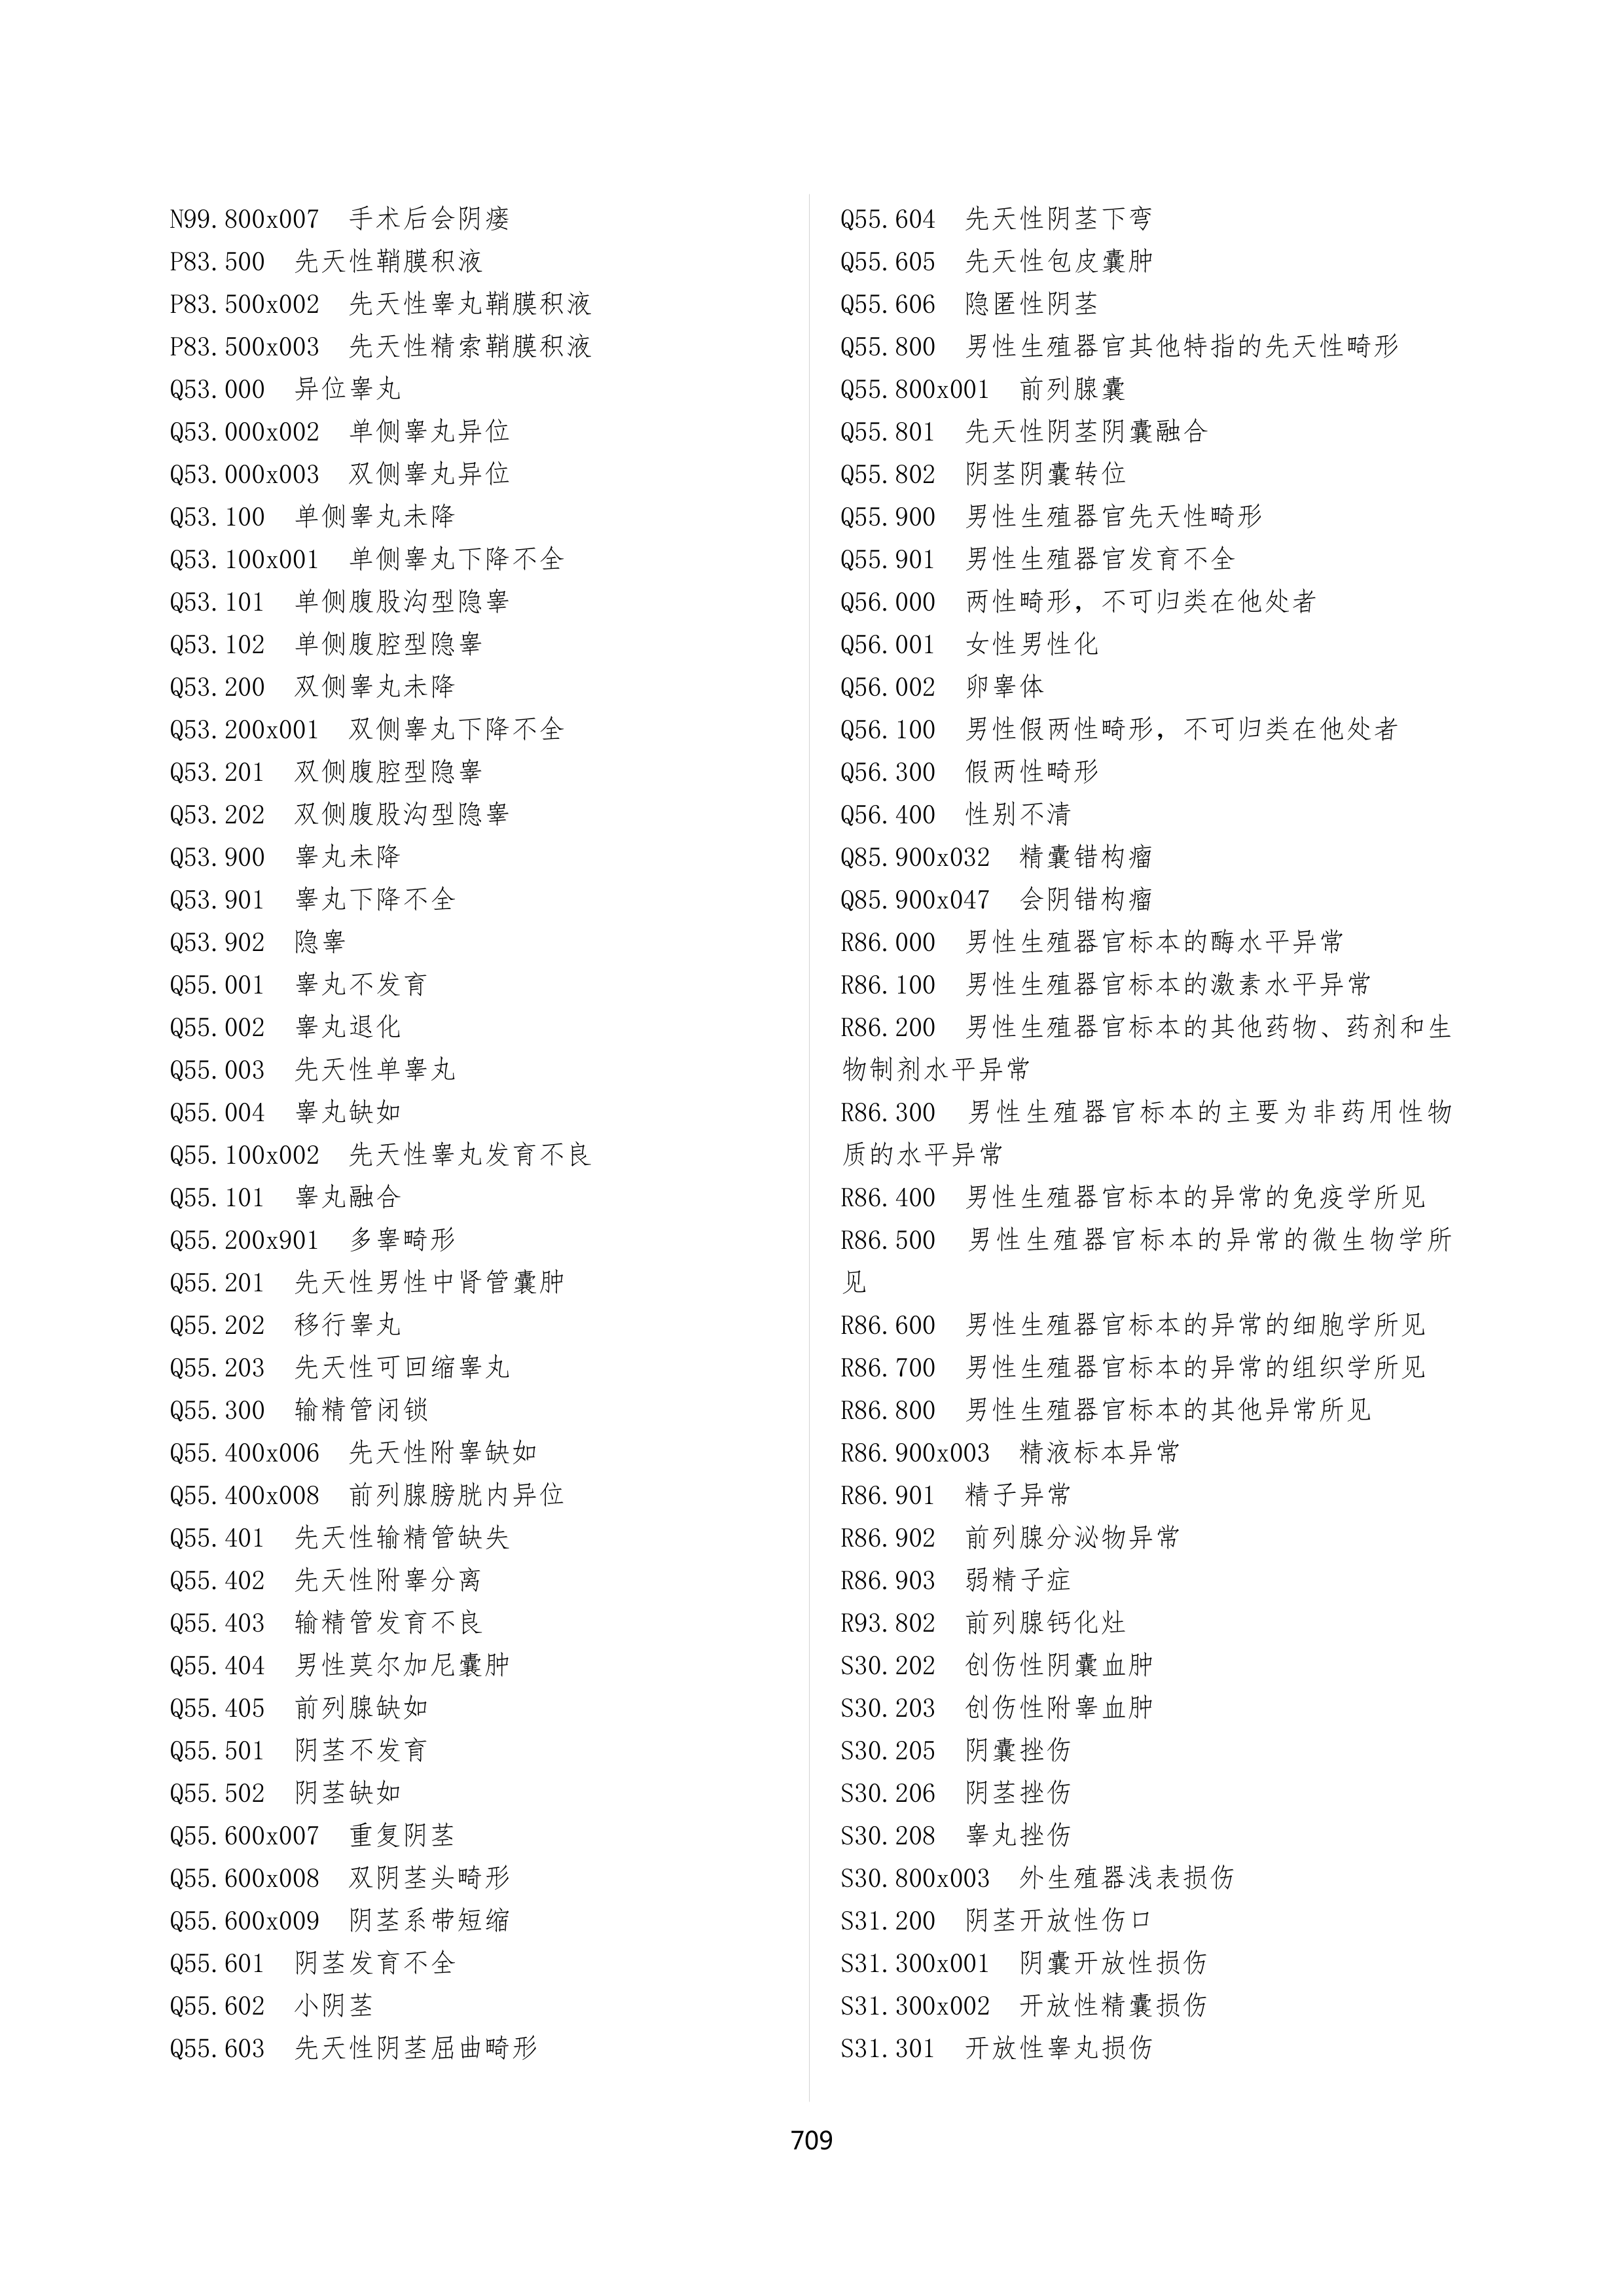 N99.800x007 手术后会阴瘘
P83.500 先天性鞘膜积液
P83.500x002 先天性睾丸鞘膜积液
P83.500x003 先天性精索鞘膜积液
Q53.000 异位睾丸
Q53.000x002 单侧睾丸异位
Q53.000x003 双侧睾丸异位
Q53.100 单侧睾丸未降
Q53.100x001 单侧睾丸下降不全
Q53.101 单侧腹股沟型隐睾
Q53.102 单侧腹腔型隐睾
Q53.200 双侧睾丸未降
Q53.200x001 双侧睾丸下降不全
Q53.201 双侧腹腔型隐睾
Q53.202 双侧腹股沟型隐睾
Q53.900 睾丸未降
Q53.901 睾丸下降不全
Q53.902 隐睾
Q55.001 睾丸不发育
Q55.002 睾丸退化
Q55.003 先天性单睾丸
Q55.004 睾丸缺如
Q55.100x002 先天性睾丸发育不良
Q55.101 睾丸融合
Q55.200x901 多睾畸形
Q55.201 先天性男性中肾管囊肿
Q55.202 移行睾丸
Q55.203 先天性可回缩睾丸
Q55.300 输精管闭锁
Q55.400x006 先天性附睾缺如
Q55.400x008 前列腺膀胱内异位
Q55.401 先天性输精管缺失
Q55.402 先天性附睾分离
Q55.403 输精管发育不良
Q55.404 男性莫尔加尼囊肿
Q55.405 前列腺缺如
Q55.501 阴茎不发育
Q55.502 阴茎缺如
Q55.600x007 重复阴茎
Q55.600x008 双阴茎头畸形
Q55.600x009 阴茎系带短缩
Q55.601 阴茎发育不全
Q55.602 小阴茎
Q55.603 先天性阴茎屈曲畸形
Q55.604 先天性阴茎下弯
Q55.605 先天性包皮囊肿
Q55.606 隐匿性阴茎
Q55.800 男性生殖器官其他特指的先天性畸形
Q55.800x001 前列腺囊
Q55.801 先天性阴茎阴囊融合
Q55.802 阴茎阴囊转位
Q55.900 男性生殖器官先天性畸形
Q55.901 男性生殖器官发育不全
Q56.000 两性畸形，不可归类在他处者
Q56.001 女性男性化
Q56.002 卵睾体
Q56.100 男性假两性畸形，不可归类在他处者
Q56.300 假两性畸形
Q56.400 性别不清
Q85.900x032 精囊错构瘤
Q85.900x047 会阴错构瘤
R86.000 男性生殖器官标本的酶水平异常
R86.100 男性生殖器官标本的激素水平异常
R86.200 男性生殖器官标本的其他药物、药剂和生
物制剂水平异常
R86.300 男性生殖器官标本的主要为非药用性物
质的水平异常
R86.400 男性生殖器官标本的异常的免疫学所见
R86.500 男性生殖器官标本的异常的微生物学所
见
R86.600 男性生殖器官标本的异常的细胞学所见
R86.700 男性生殖器官标本的异常的组织学所见
R86.800 男性生殖器官标本的其他异常所见
R86.900x003 精液标本异常
R86.901 精子异常
R86.902 前列腺分泌物异常
R86.903 弱精子症
R93.802 前列腺钙化灶
S30.202 创伤性阴囊血肿
S30.203 创伤性附睾血肿
S30.205 阴囊挫伤
S30.206 阴茎挫伤
S30.208 睾丸挫伤
S30.800x003 外生殖器浅表损伤
S31.200 阴茎开放性伤口
S31.300x001 阴囊开放性损伤
S31.300x002 开放性精囊损伤
S31.301 开放性睾丸损伤
709